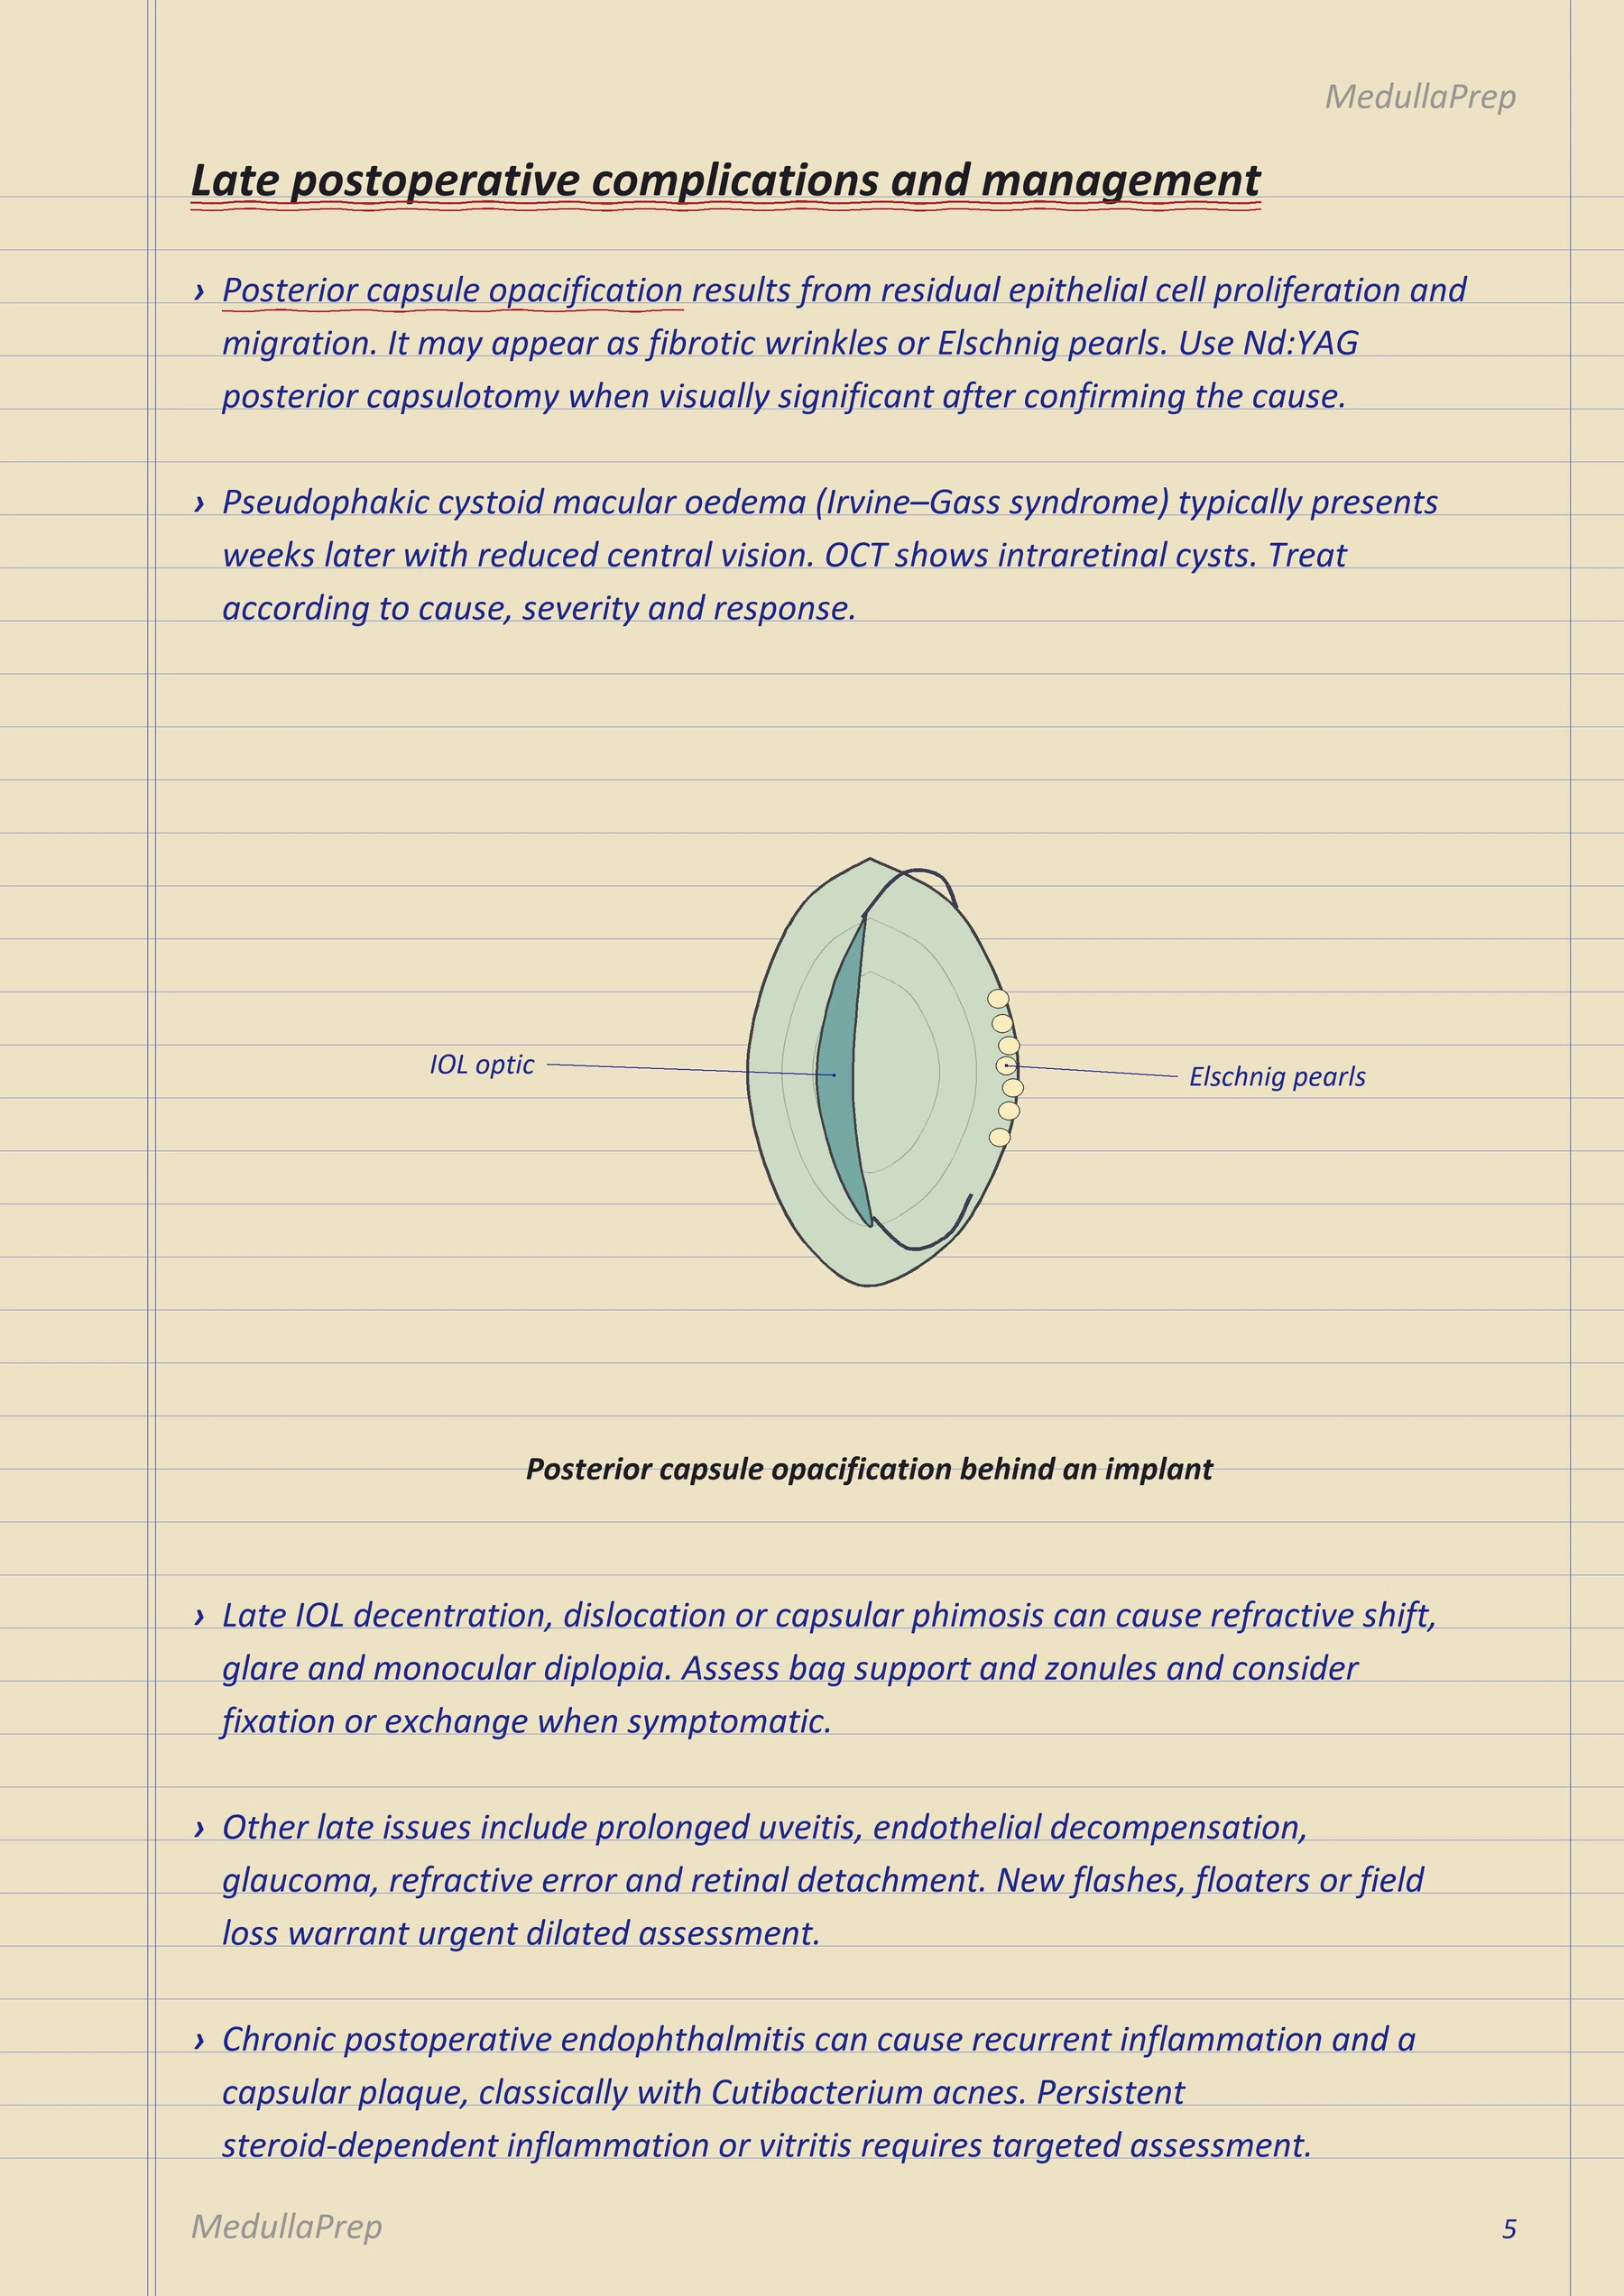 MedullaPrep
Late postoperative complications and management
› Posterior capsule opacification results from residual epithelial cell proliferation and
migration. It may appear as fibrotic wrinkles or Elschnig pearls. Use Nd:YAG
posterior capsulotomy when visually significant after confirming the cause.
› Pseudophakic cystoid macular oedema (Irvine–Gass syndrome) typically presents
weeks later with reduced central vision. OCT shows intraretinal cysts. Treat
according to cause, severity and response.
IOL optic
Elschnig pearls
Posterior capsule opacification behind an implant
› Late IOL decentration, dislocation or capsular phimosis can cause refractive shift,
glare and monocular diplopia. Assess bag support and zonules and consider
fixation or exchange when symptomatic.
› Other late issues include prolonged uveitis, endothelial decompensation,
glaucoma, refractive error and retinal detachment. New flashes, floaters or field
loss warrant urgent dilated assessment.
› Chronic postoperative endophthalmitis can cause recurrent inflammation and a
capsular plaque, classically with Cutibacterium acnes. Persistent
steroid-dependent inflammation or vitritis requires targeted assessment.
MedullaPrep
5